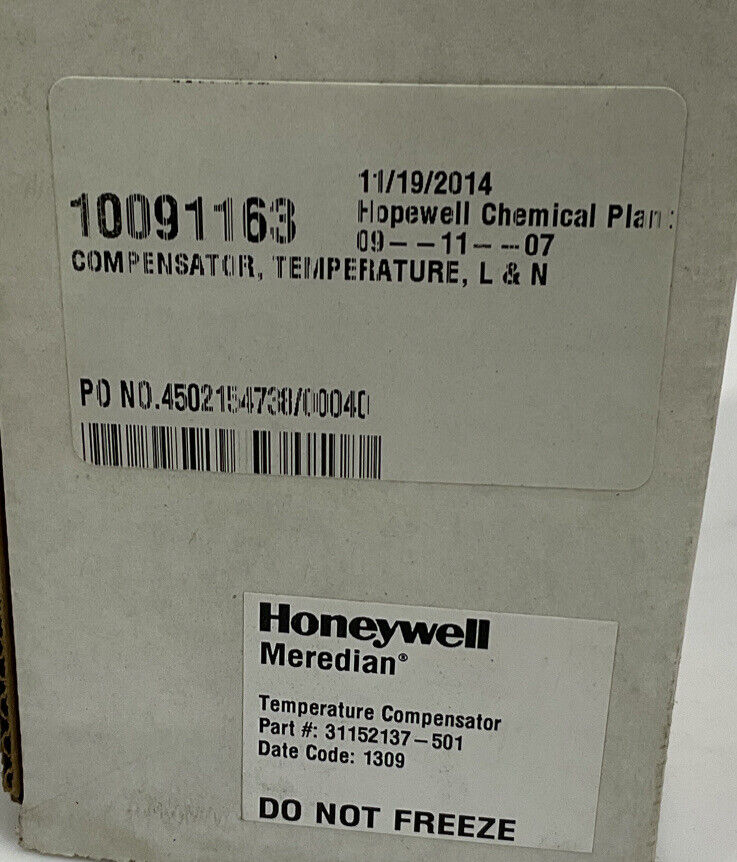 11/19/2014
10091163
Hopewell Chemical Plan
09- -11- --07
COMPENSATOR, TEMPERATURE, L & N
PO NO.4502154738/00040
Honeywell
Meredian®
Temperature Compensator
Part #: 31152137-501
Date Code: 1309
DO NOT FREEZE